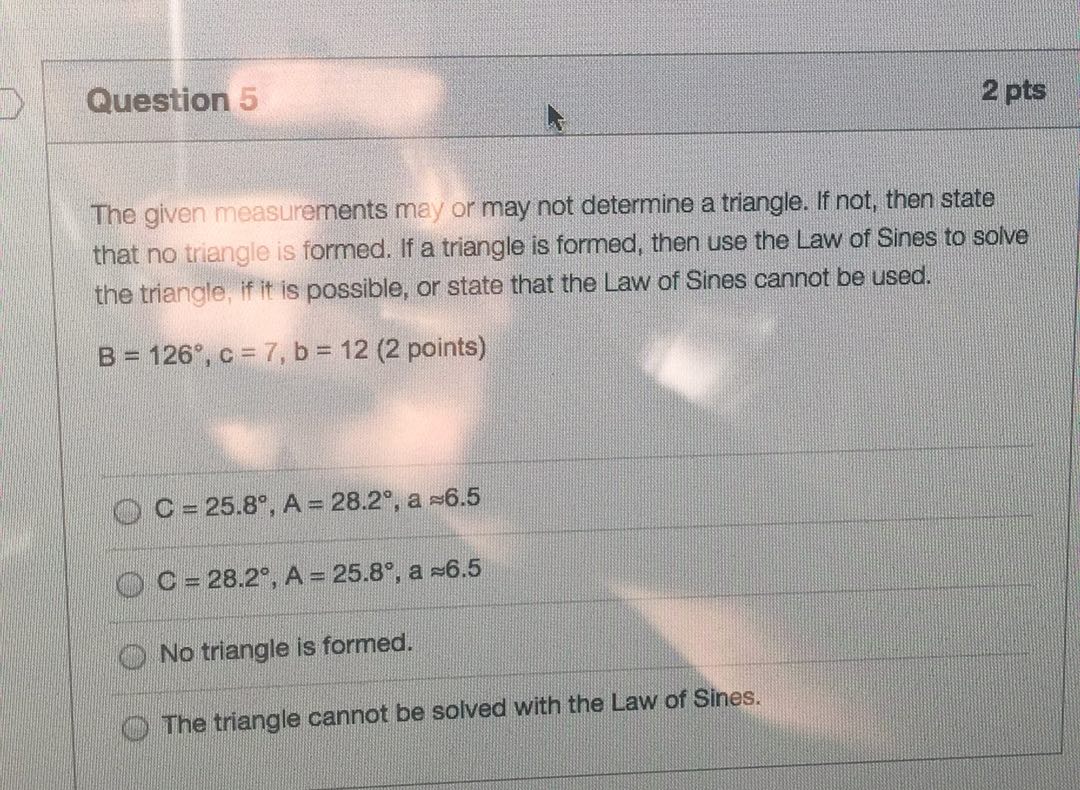 Question 5
2 pts
The given measurements may or may not determine a triangle. If not, then state
that no triangle is formed. If a triangle is formed, then use the Law of Sines to solve
the triangle, if it is possible, or state that the Law of Sines cannot be used.
B = 126°, c = 7, b = 12 (2 points)
C = 25.8°, A = 28.2°, a ≈6.5
C = 28.2°, A = 25.8°, a ≈6.5
No triangle is formed.
The triangle cannot be solved with the Law of Sines.